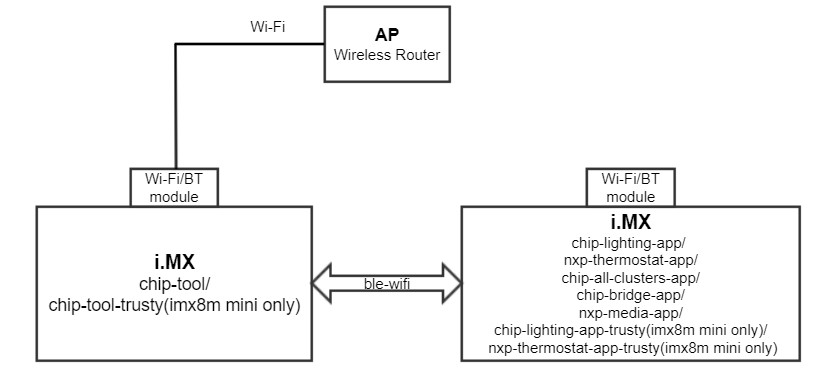 Wi-Fi
AP
Wireless Router
Wi-Fi/BT
module
i.MX
chip-tool/
chip-tool-trusty(imx8m mini only)
ble-wifi
Wi-Fi/BT
module
i.MX
chip-lighting-app/
nxp-thermostat-app/
chip-all-clusters-app/
chip-bridge-app/
nxp-media-app/
chip-lighting-app-trusty(imx8m mini only)/
nxp-thermostat-app-trusty(imx8m mini only)